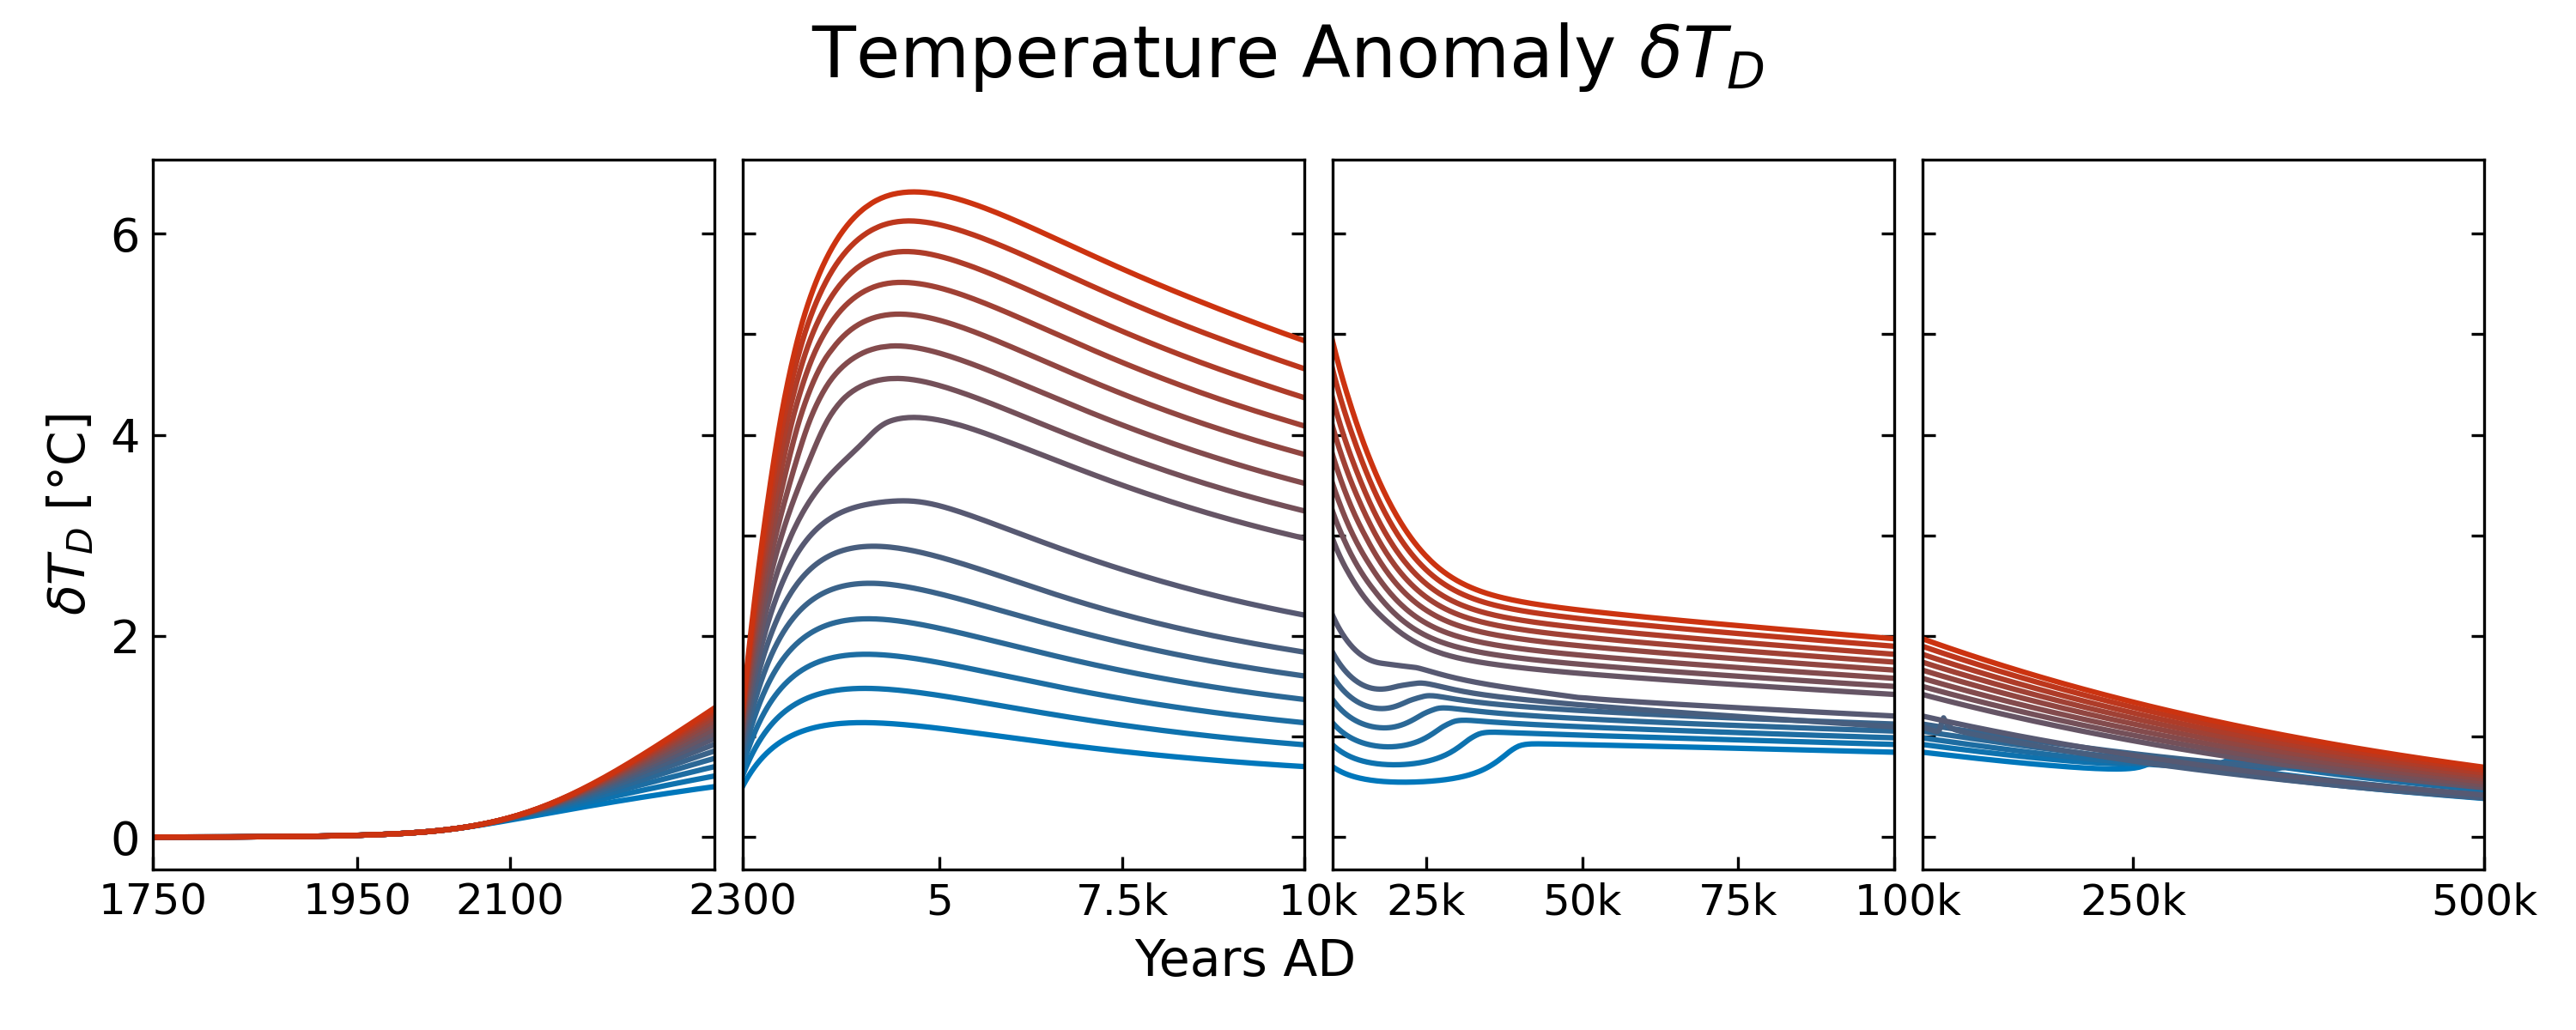 Temperature Anomaly δT_D
δT_D [°C]
6
4
2
0
1750 1950 2100 2300 5 7.5k 10k 25k 50k 75k 100k 250k 500k
Years AD